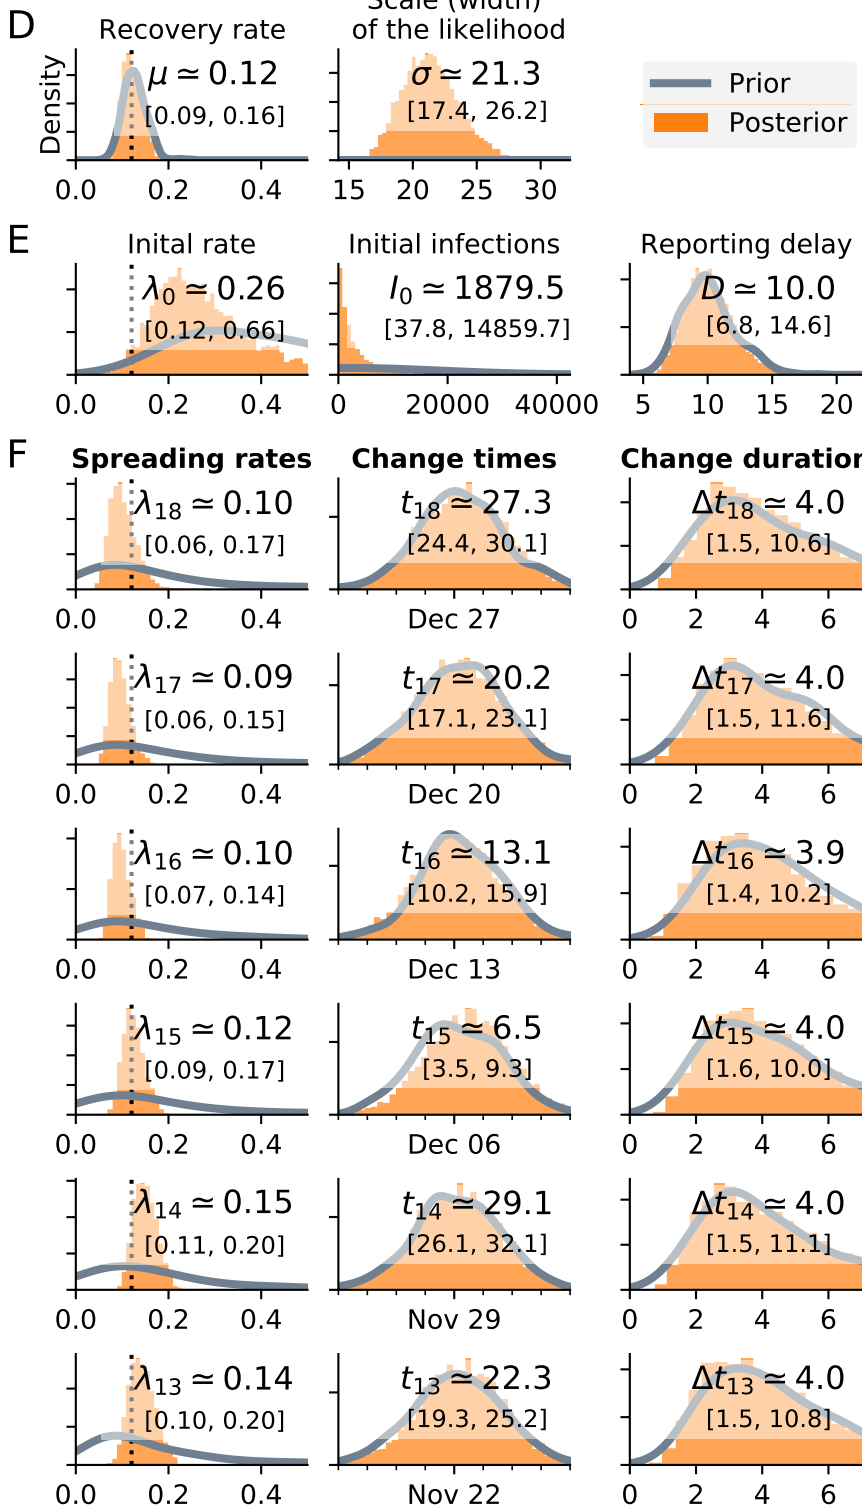 D
Scale (width)
Recovery rate
of the likelihood
Density
μ ≃ 0.12
[0.09, 0.16]
0.0 0.2 0.4
σ ≃ 21.3
[17.4, 26.2]
15 20 25 30
Prior
Posterior
E
Inital rate
Initial infections
Reporting delay
λ0 ≃ 0.26
[0.12, 0.66]
0.0 0.2 0.4
I0 ≃ 1879.5
[37.8, 14859.7]
0 20000 40000
D ≃ 10.0
[6.8, 14.6]
5 10 15 20
F
Spreading rates
Change times
Change duration
λ18 ≃ 0.10
[0.06, 0.17]
0.0 0.2 0.4
t18 ≃ 27.3
[24.4, 30.1]
Dec 27
Δt18 ≃ 4.0
[1.5, 10.6]
0 2 4 6
λ17 ≃ 0.09
[0.06, 0.15]
0.0 0.2 0.4
t17 ≃ 20.2
[17.1, 23.1]
Dec 20
Δt17 ≃ 4.0
[1.5, 11.6]
0 2 4 6
λ16 ≃ 0.10
[0.07, 0.14]
0.0 0.2 0.4
t16 ≃ 13.1
[10.2, 15.9]
Dec 13
Δt16 ≃ 3.9
[1.4, 10.2]
0 2 4 6
λ15 ≃ 0.12
[0.09, 0.17]
0.0 0.2 0.4
t15 ≃ 6.5
[3.5, 9.3]
Dec 06
Δt15 ≃ 4.0
[1.6, 10.0]
0 2 4 6
λ14 ≃ 0.15
[0.11, 0.20]
0.0 0.2 0.4
t14 ≃ 29.1
[26.1, 32.1]
Nov 29
Δt14 ≃ 4.0
[1.5, 11.1]
0 2 4 6
λ13 ≃ 0.14
[0.10, 0.20]
0.0 0.2 0.4
t13 ≃ 22.3
[19.3, 25.2]
Nov 22
Δt13 ≃ 4.0
[1.5, 10.8]
0 2 4 6